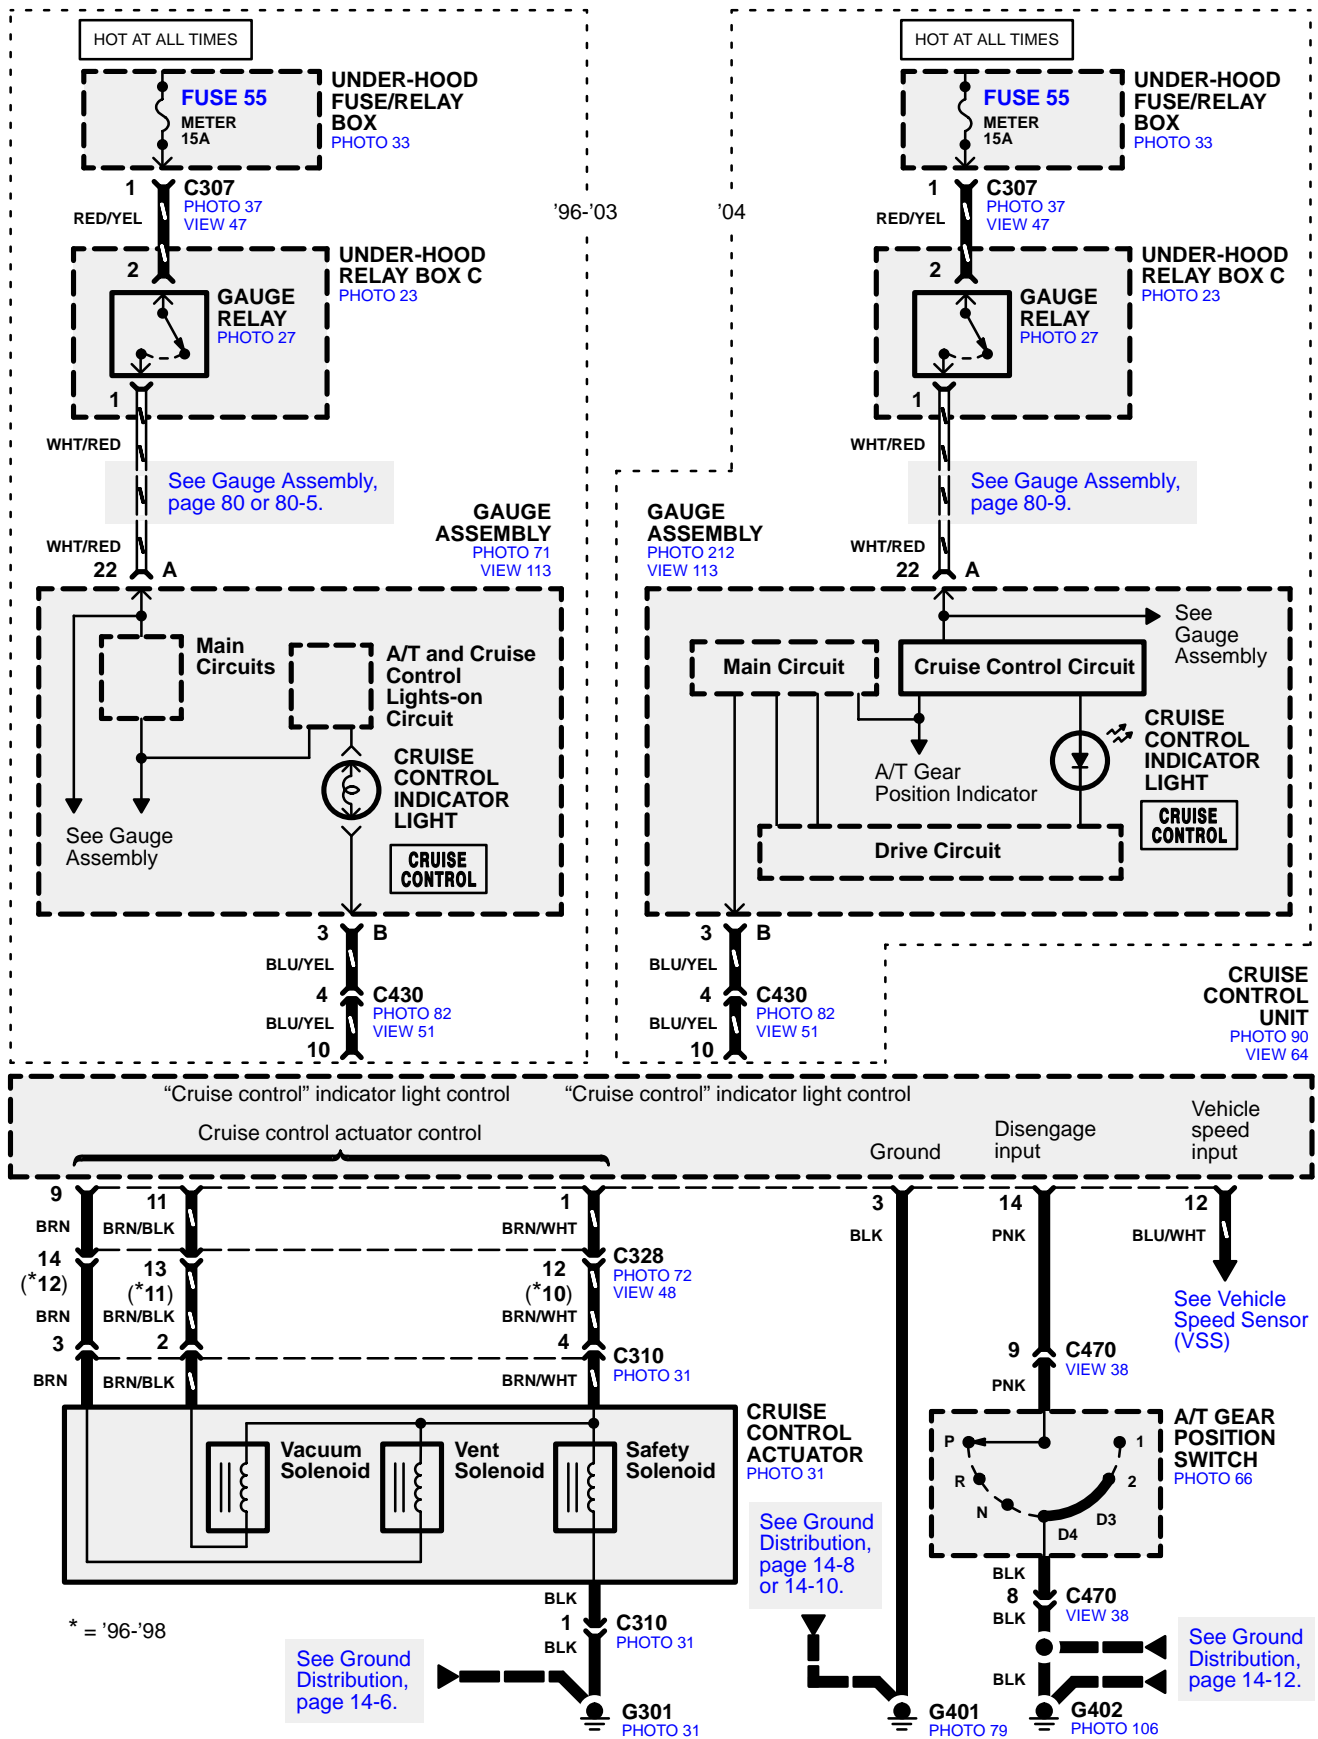 HOT AT ALL TIMES
FUSE 55
METER
15A
UNDER-HOOD
FUSE/RELAY
BOX
PHOTO 33
1
C307
PHOTO 37
VIEW 47
RED/YEL
'96-'03
UNDER-HOOD
RELAY BOX C
PHOTO 23
2
GAUGE
RELAY
PHOTO 27
1
WHT/RED
See Gauge Assembly,
page 80 or 80-5.
GAUGE
ASSEMBLY
PHOTO 71
VIEW 113
WHT/RED
22
A
Main
Circuits
A/T and Cruise
Control
Lights-on
Circuit
CRUISE
CONTROL
INDICATOR
LIGHT
See Gauge
Assembly
CRUISE
CONTROL
3
B
BLU/YEL
4
C430
PHOTO 82
VIEW 51
BLU/YEL
10
HOT AT ALL TIMES
FUSE 55
METER
15A
UNDER-HOOD
FUSE/RELAY
BOX
PHOTO 33
1
C307
PHOTO 37
VIEW 47
RED/YEL
'04
UNDER-HOOD
RELAY BOX C
PHOTO 23
2
GAUGE
RELAY
PHOTO 27
1
WHT/RED
See Gauge Assembly,
page 80-9.
GAUGE
ASSEMBLY
PHOTO 212
VIEW 113
WHT/RED
22
A
See
Gauge
Assembly
Main Circuit
Cruise Control Circuit
CRUISE
CONTROL
INDICATOR
LIGHT
A/T Gear
Position Indicator
CRUISE
CONTROL
Drive Circuit
3
B
BLU/YEL
4
C430
PHOTO 82
VIEW 51
BLU/YEL
10
CRUISE
CONTROL
UNIT
PHOTO 90
VIEW 64
“Cruise control” indicator light control
“Cruise control” indicator light control
Cruise control actuator control
Ground
Disengage
input
Vehicle
speed
input
9
11
1
3
14
12
BRN
BRN/BLK
BRN/WHT
BLK
PNK
BLU/WHT
14
(*12)
13
(*11)
12
(*10)
C328
PHOTO 72
VIEW 48
See Vehicle
Speed Sensor
(VSS)
BRN
BRN/BLK
BRN/WHT
3
2
4
C310
PHOTO 31
9
C470
VIEW 38
BRN
BRN/BLK
BRN/WHT
PNK
Vacuum
Solenoid
Vent
Solenoid
Safety
Solenoid
CRUISE
CONTROL
ACTUATOR
PHOTO 31
A/T GEAR
POSITION
SWITCH
PHOTO 66
P
R
N
D4
D3
2
1
See Ground
Distribution,
page 14-8
or 14-10.
BLK
1
C310
PHOTO 31
BLK
BLK
8
C470
VIEW 38
BLK
* = '96-'98
See Ground
Distribution,
page 14-6.
See Ground
Distribution,
page 14-12.
BLK
G301
PHOTO 31
G401
PHOTO 79
G402
PHOTO 106